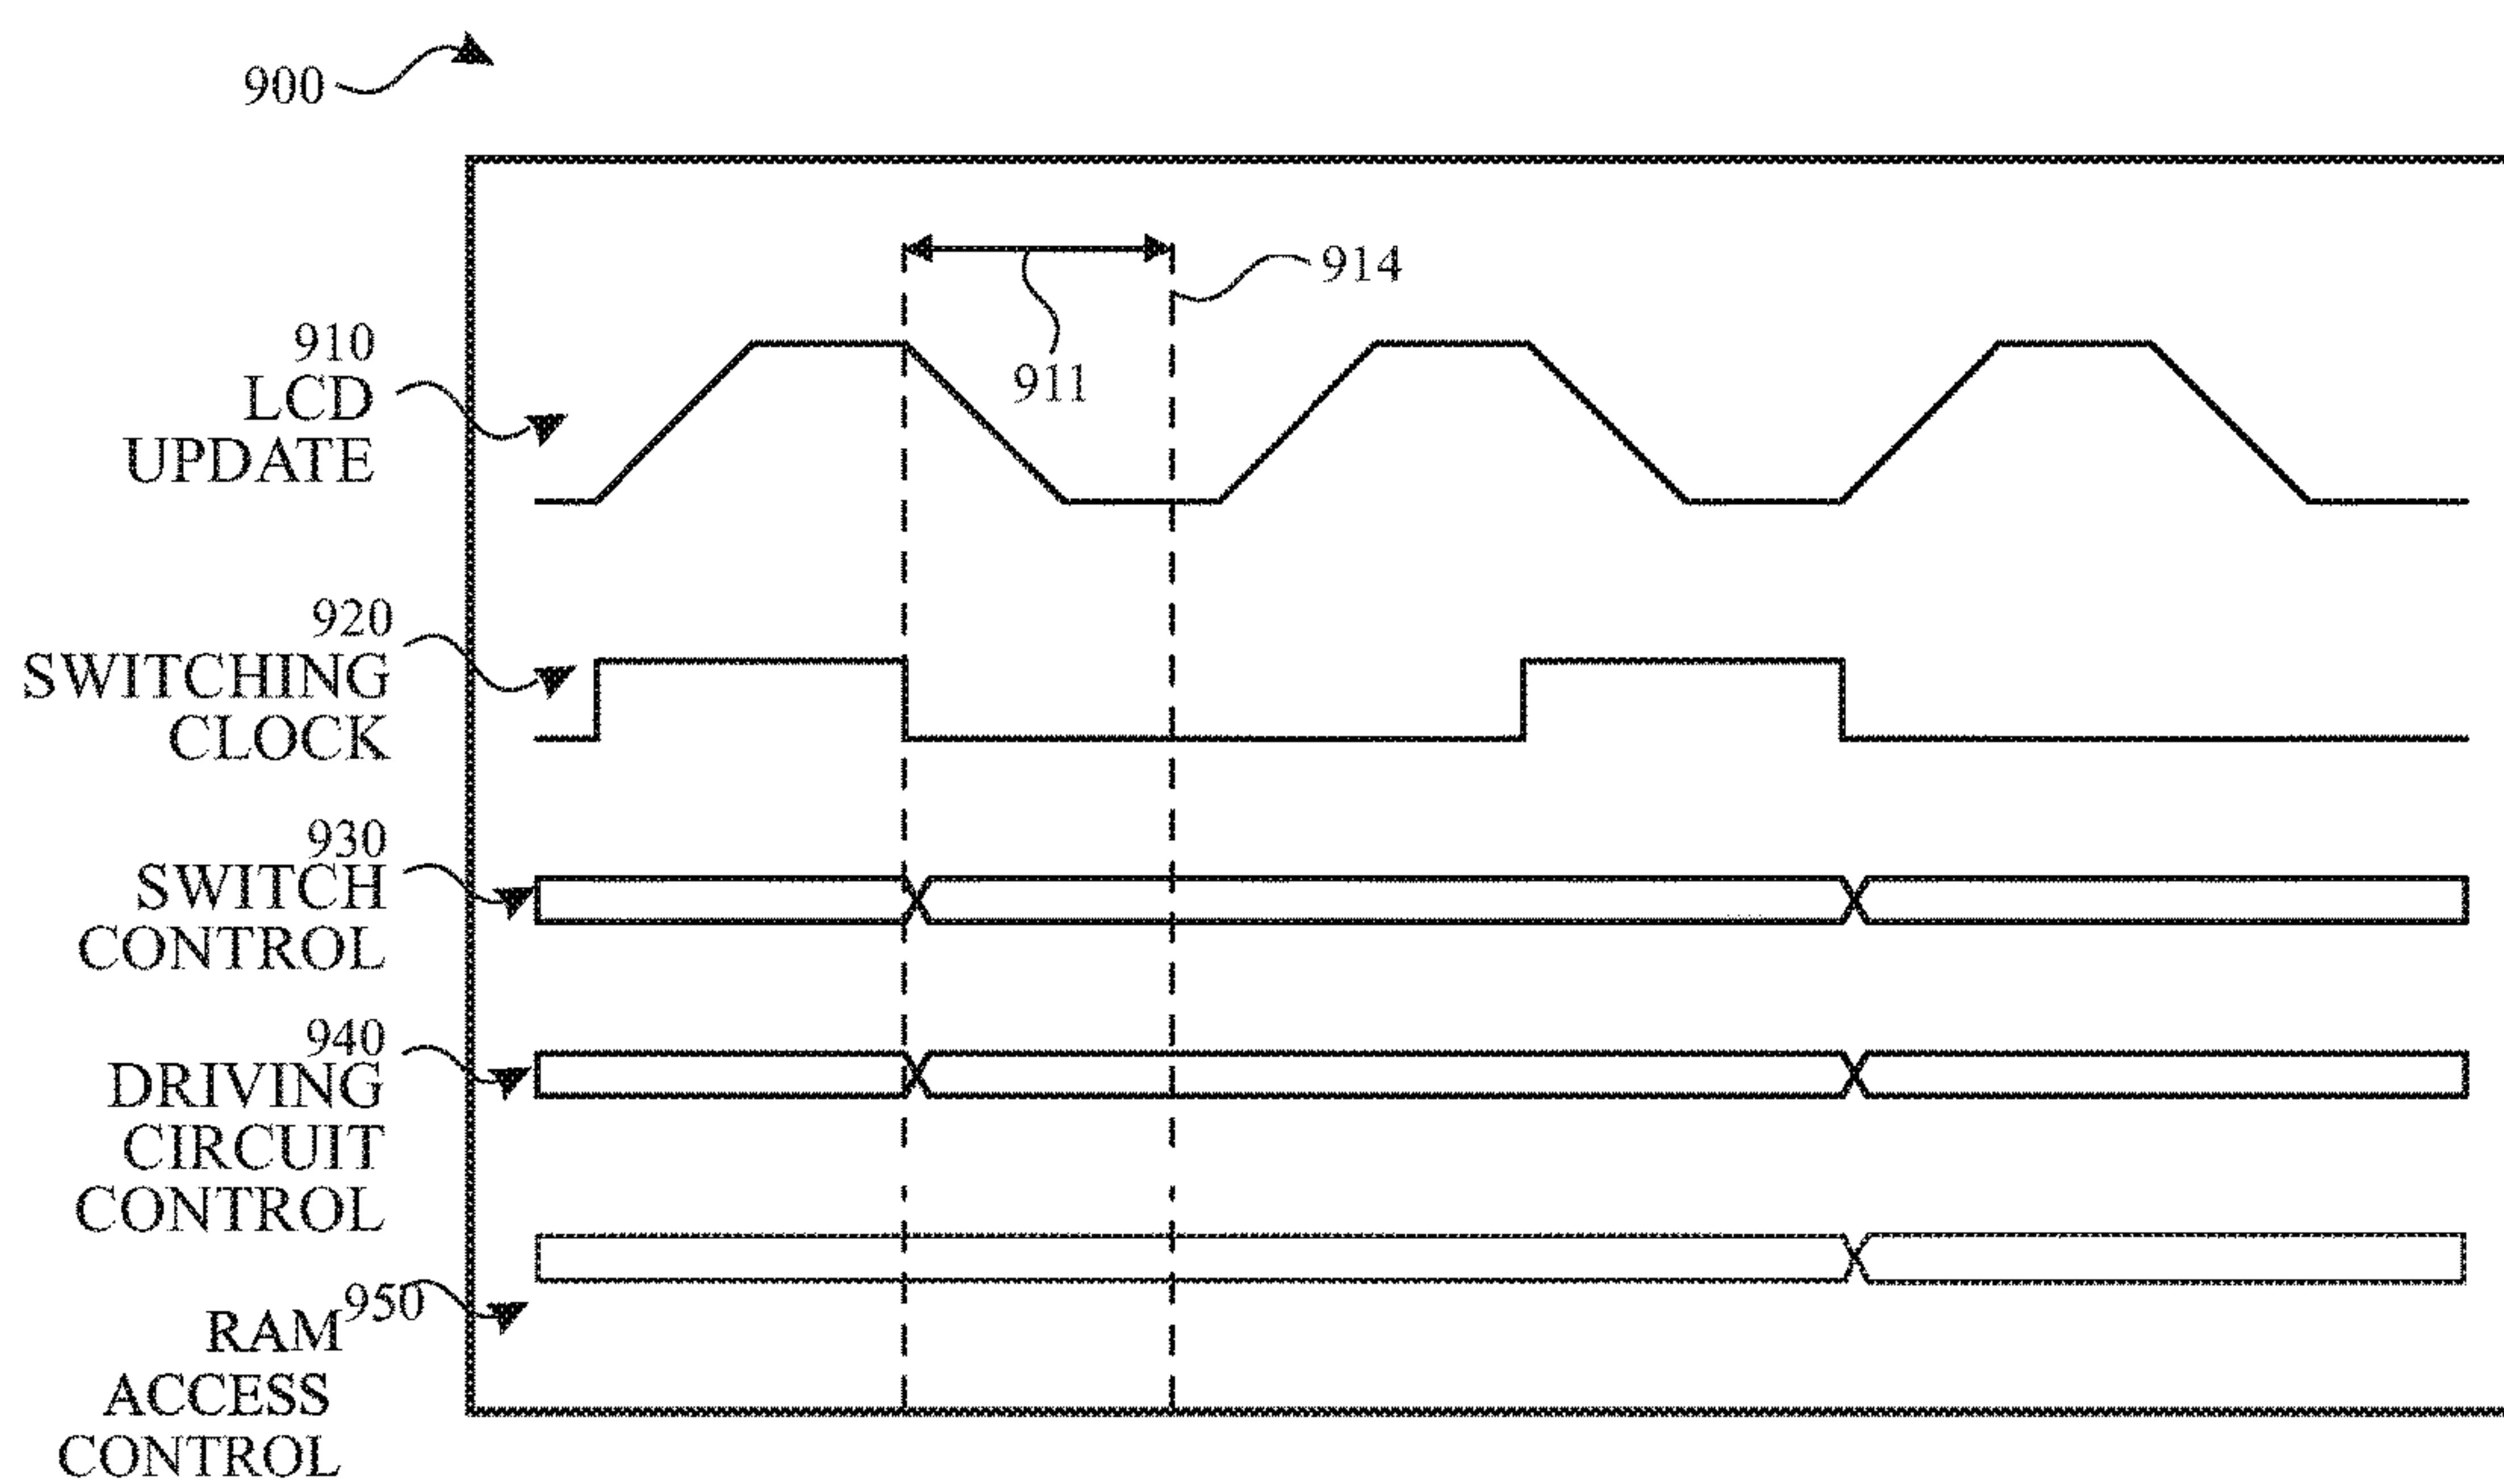 900
914
911
910
LCD
UPDATE
920
SWITCHING
CLOCK
930
SWITCH
CONTROL
940
DRIVING
CIRCUIT
CONTROL
950
RAM
ACCESS
CONTROL